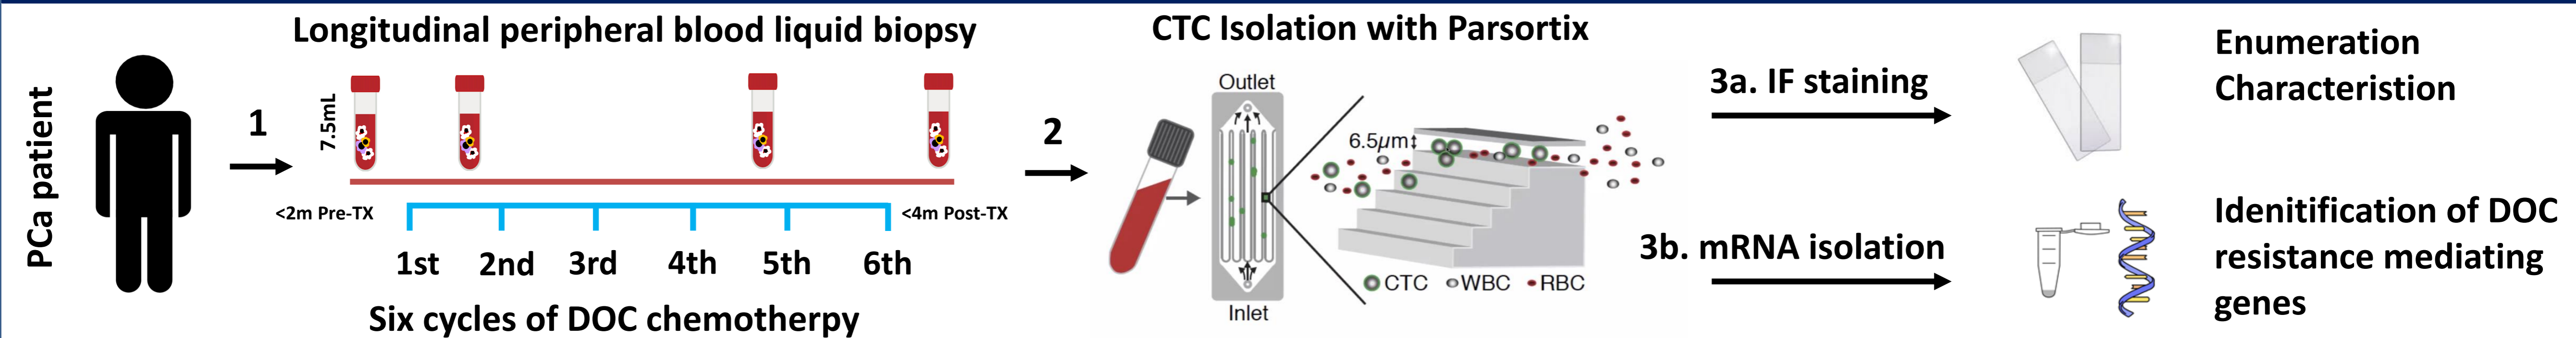 PCa patient
1
Longitudinal peripheral blood liquid biopsy
7.5mL
<2m Pre-TX
<4m Post-TX
1st 2nd 3rd 4th 5th 6th
Six cycles of DOC chemotherpy
2
CTC Isolation with Parsortix
Outlet
Inlet
6.5µm
CTC WBC RBC
3a. IF staining
Enumeration
Characteristion
3b. mRNA isolation
Idenitification of DOC
resistance mediating
genes